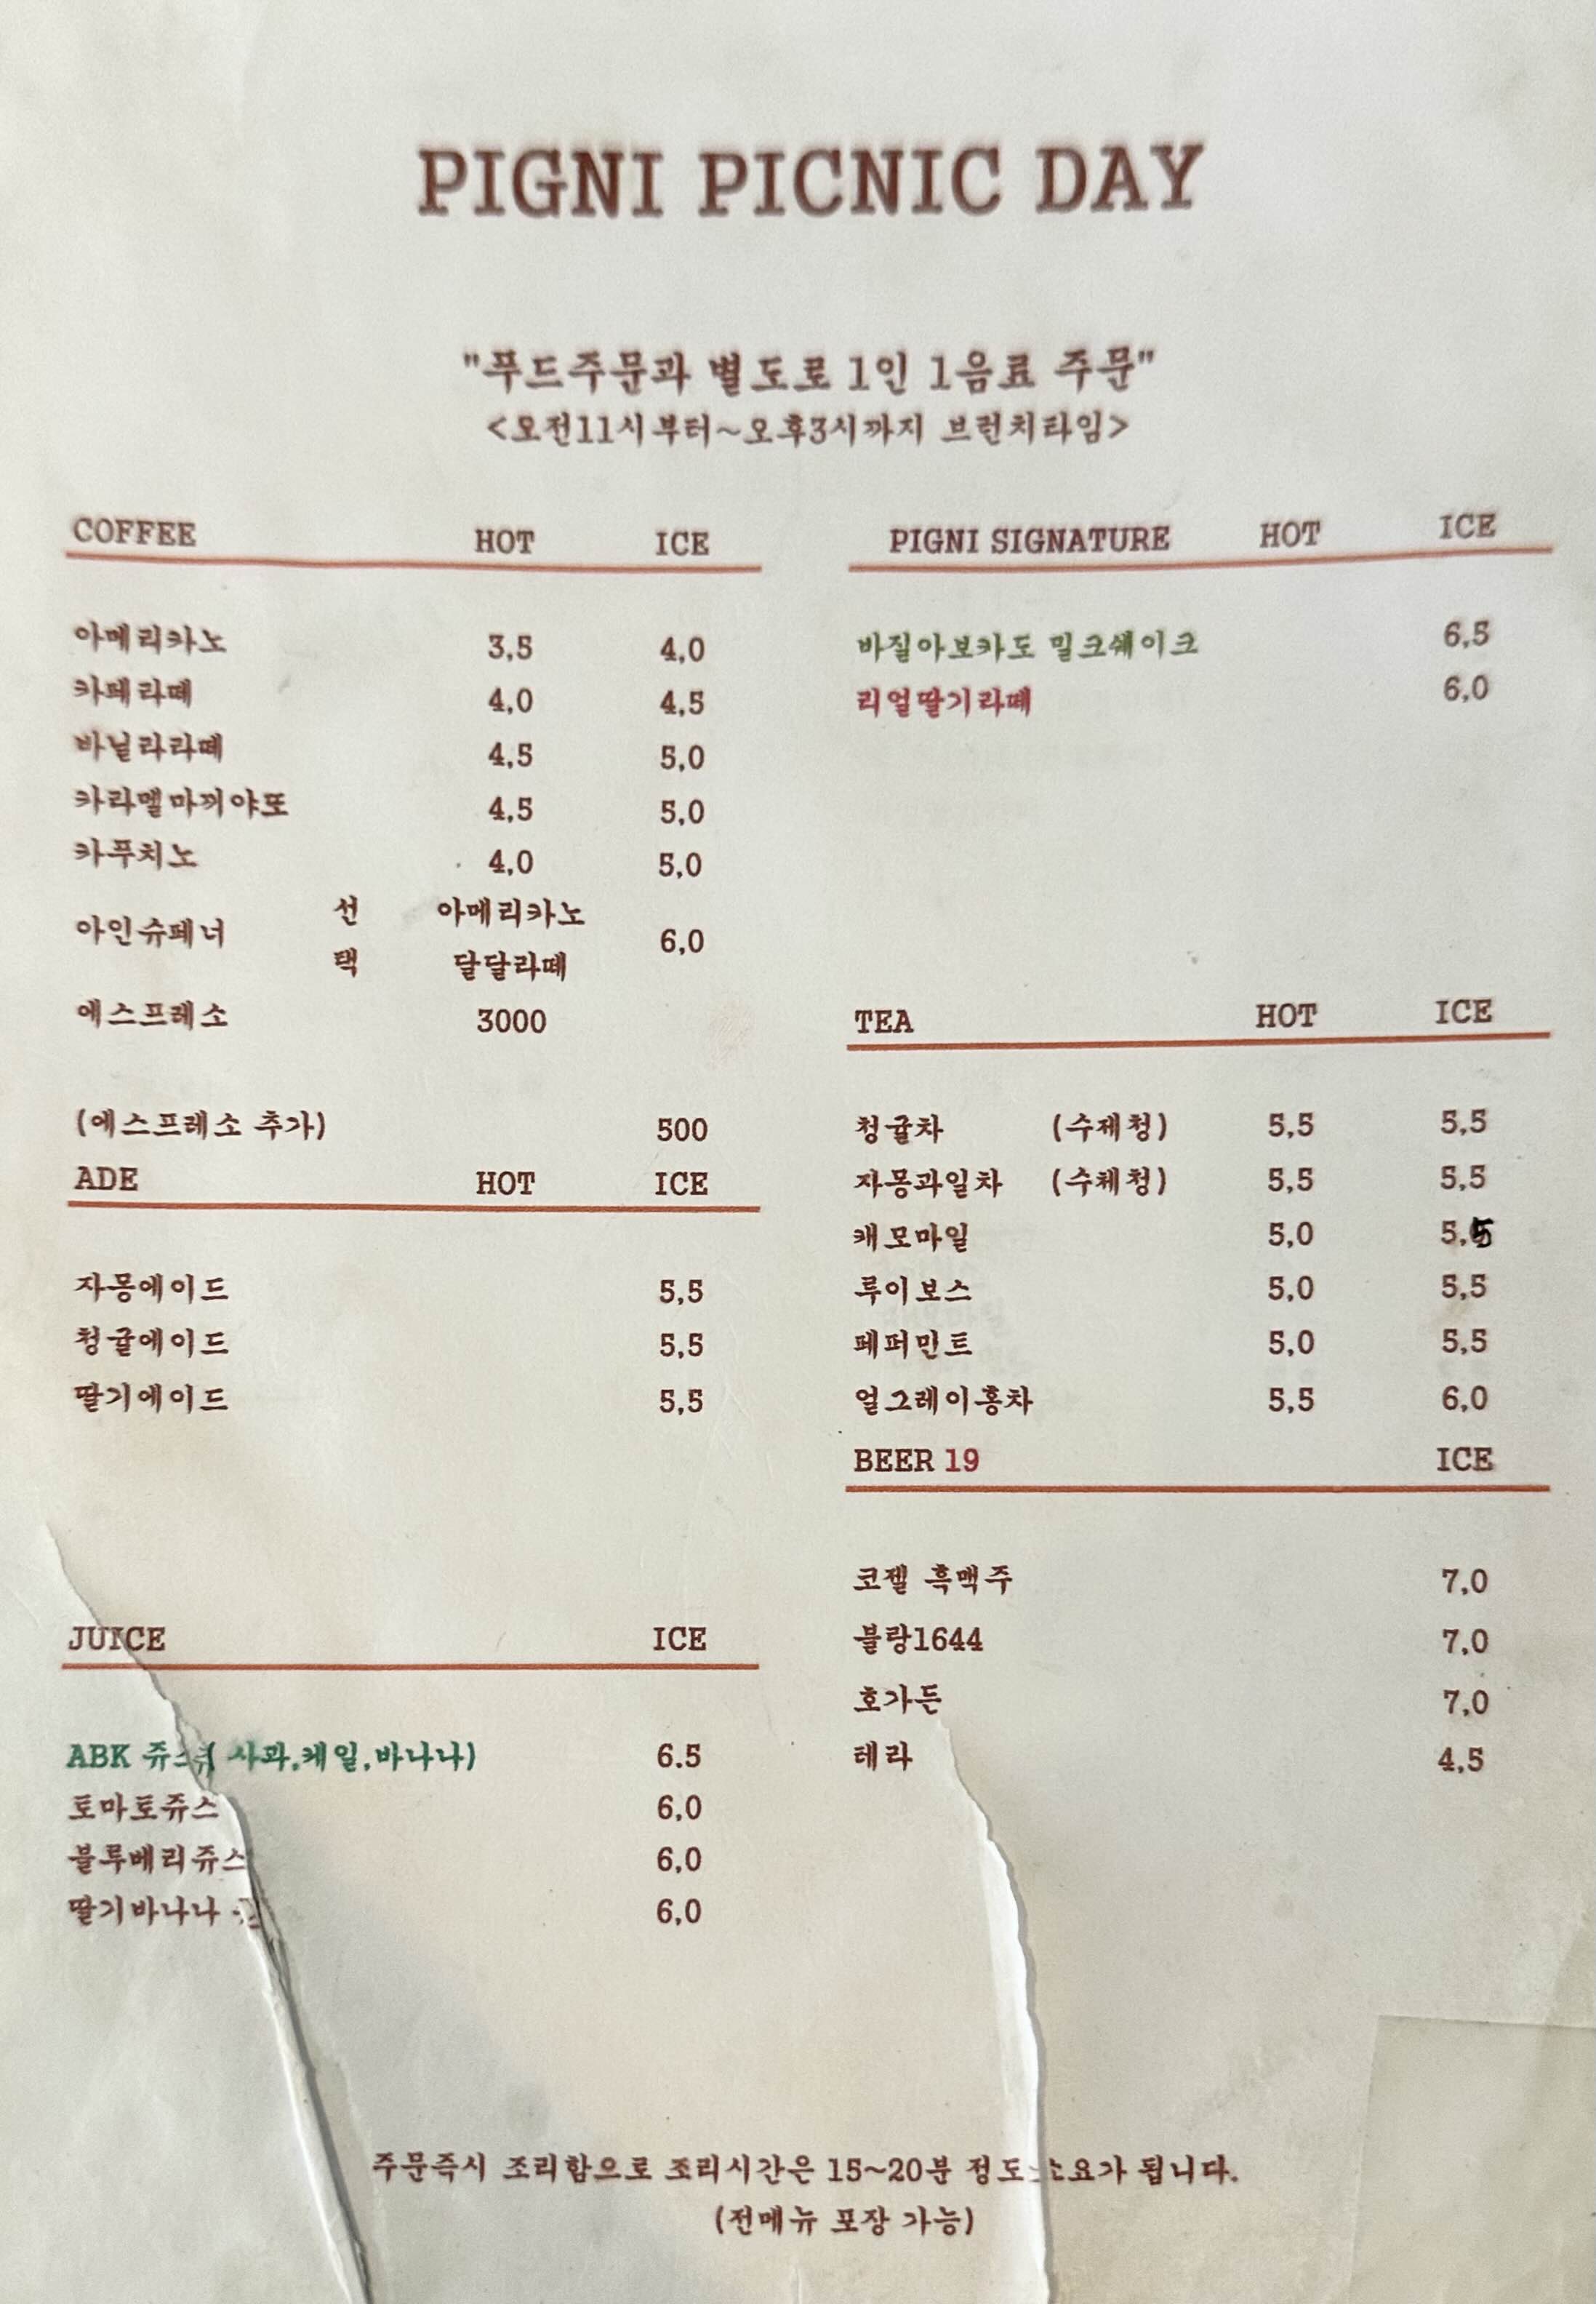 PIGNI PICNIC DAY
"푸드주문과 별도로 1인 1음료 주문"
<오전11시부터~오후3시까지 브런치타임>
COFFEE HOT ICE
아메리카노 3,5 4,0
카페라떼 4,0 4,5
바닐라라떼 4,5 5,0
카라멜마끼야또 4,5 5,0
카푸치노 4,0 5,0
아인슈페너 선택 아메리카노 달달라떼 6,0
에스프레소 3000
(에스프레소 추가) 500
ADE HOT ICE
자몽에이드 5,5
청귤에이드 5,5
딸기에이드 5,5
JUICE ICE
ABK 쥬스( 사과,케일,바나나) 6.5
토마토쥬스 6,0
블루베리쥬스 6,0
딸기바나나 6,0
PIGNI SIGNATURE HOT ICE
바질아보카도 밀크쉐이크 6,5
리얼딸기라떼 6,0
TEA HOT ICE
청귤차 (수제청) 5,5 5,5
자몽과일차 (수제청) 5,5 5,5
캐모마일 5,0 5,5
루이보스 5,0 5,5
페퍼민트 5,0 5,5
얼그레이홍차 5,5 6,0
BEER 19 ICE
코젤 흑맥주 7,0
블랑1644 7,0
호가든 7,0
테라 4,5
주문즉시 조리함으로 조리시간은 15~20분 정도 소요가 됩니다.
(전메뉴 포장 가능)